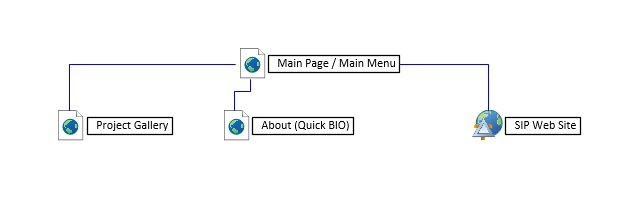 Main Page / Main Menu
Project Gallery
About (Quick BIO)
SIP Web Site